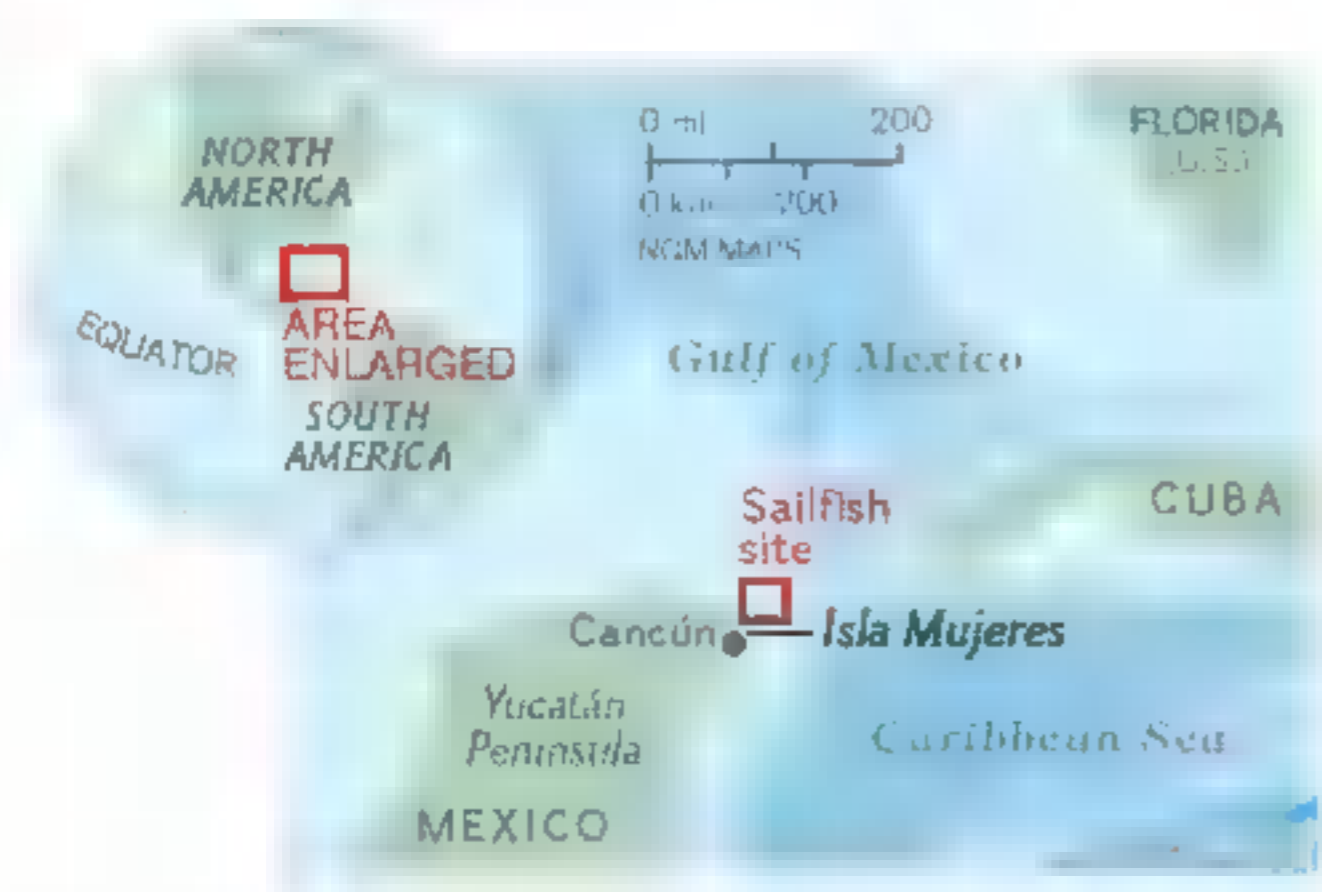 NORTH
AMERICA
AREA
ENLARGED
EQUATOR
SOUTH
AMERICA
0 mi 200
0 km 200
NGM MAPS
FLORIDA
(U.S.)
Gulf of Mexico
CUBA
Sailfish
site
Cancún
Isla Mujeres
Yucatán
Peninsula
Caribbean Sea
MEXICO